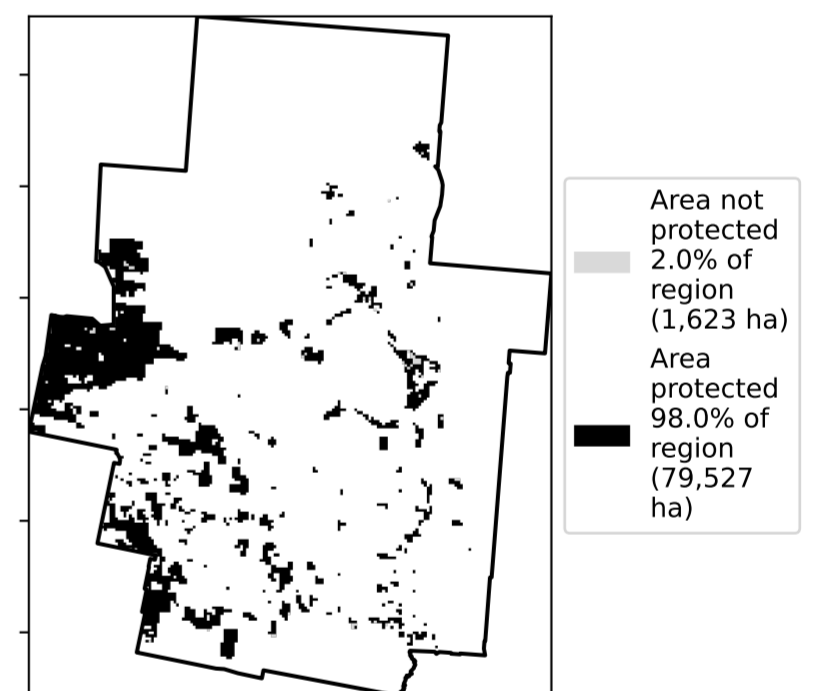 Area not
protected
2.0% of
region
(1,623 ha)
Area
protected
98.0% of
region
(79,527
ha)